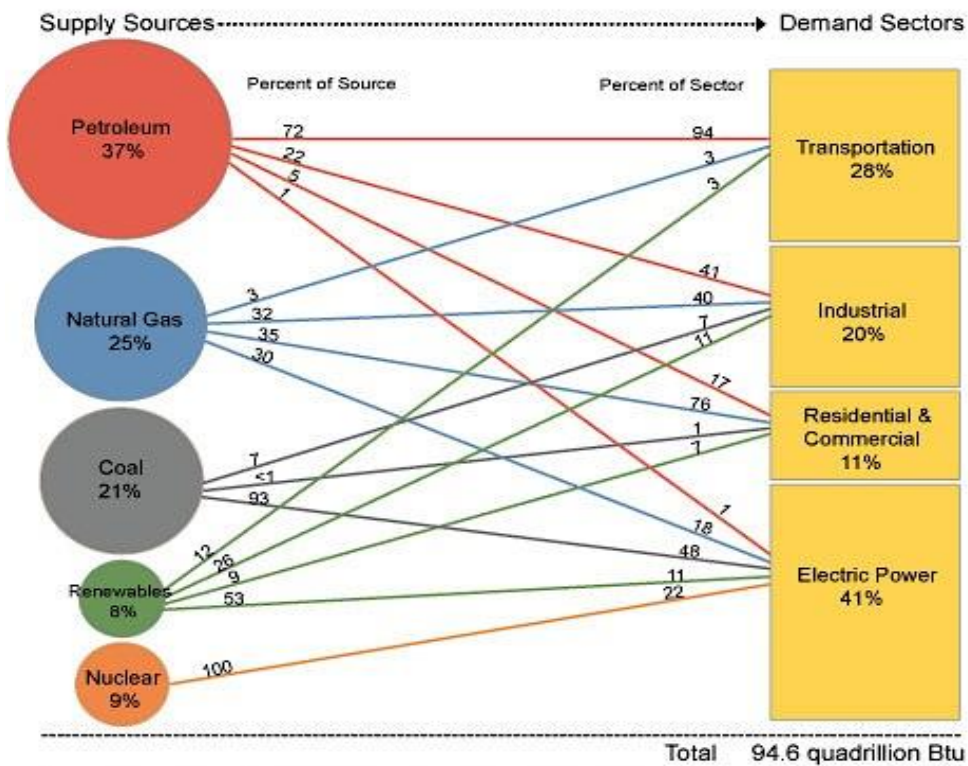 Supply Sources
Demand Sectors
Percent of Source
Percent of Sector
Petroleum
37%
72
22
5
1
94
3
3
Transportation
28%
Natural Gas
25%
3
32
35
30
41
40
7
11
Industrial
20%
17
76
1
7
Residential &
Commercial
11%
Coal
21%
7
<1
93
Renewables
8%
12
26
9
53
1
18
48
11
22
Electric Power
41%
Nuclear
9%
100
Total 94.6 quadrillion Btu